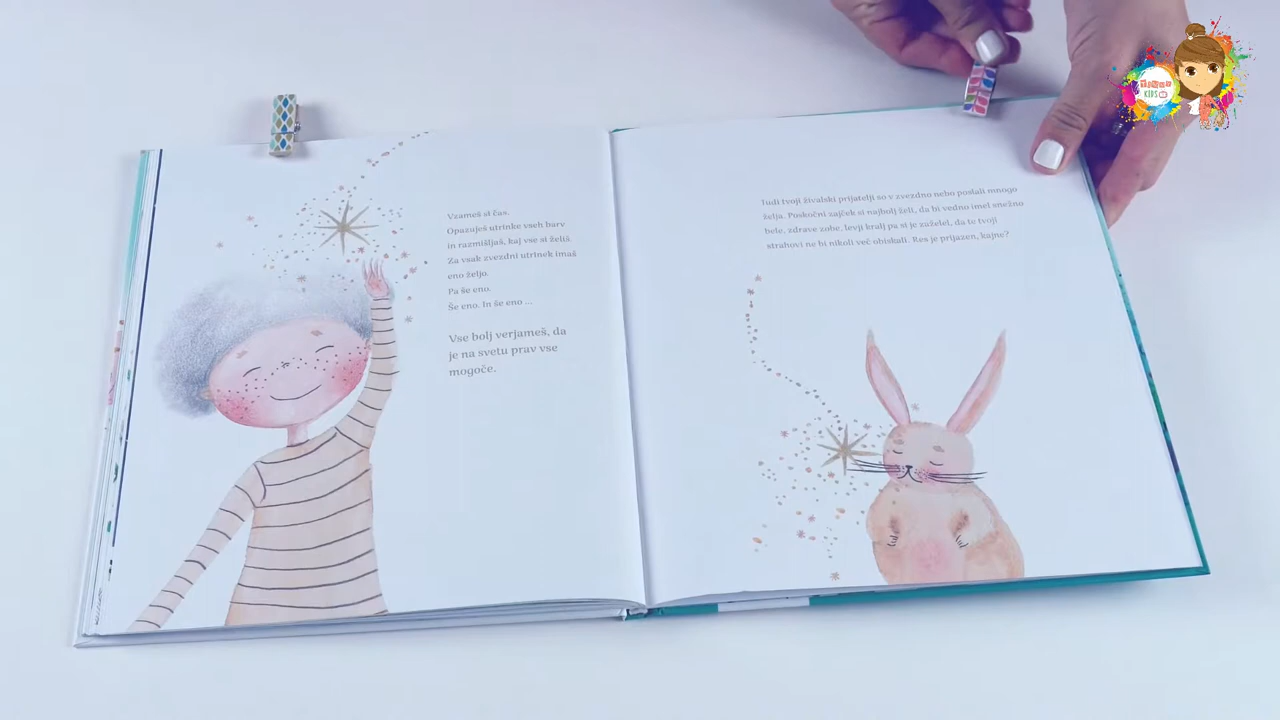 Vzameš si čas.
Opazuješ utrinke vseh barv
in razmišljaš, kaj vse si želiš.
Za vsak zvezdni utrinek imaš
eno željo.
Pa še eno.
Še eno. In še eno ...
Vse bolj verjameš, da
je na svetu prav vse
mogoče.
Tudi tvoji živalski prijatelji so v zvezdno nebo poslali mnogo
želja. Poskočni zajček si najbolj želi, da bi vedno imel snežno
bele, zdrave zobe, levji kralj pa si je zaželel, da te tvoji
strahovi ne bi nikoli več obiskali. Res je prijazen, kajne?
KIDS